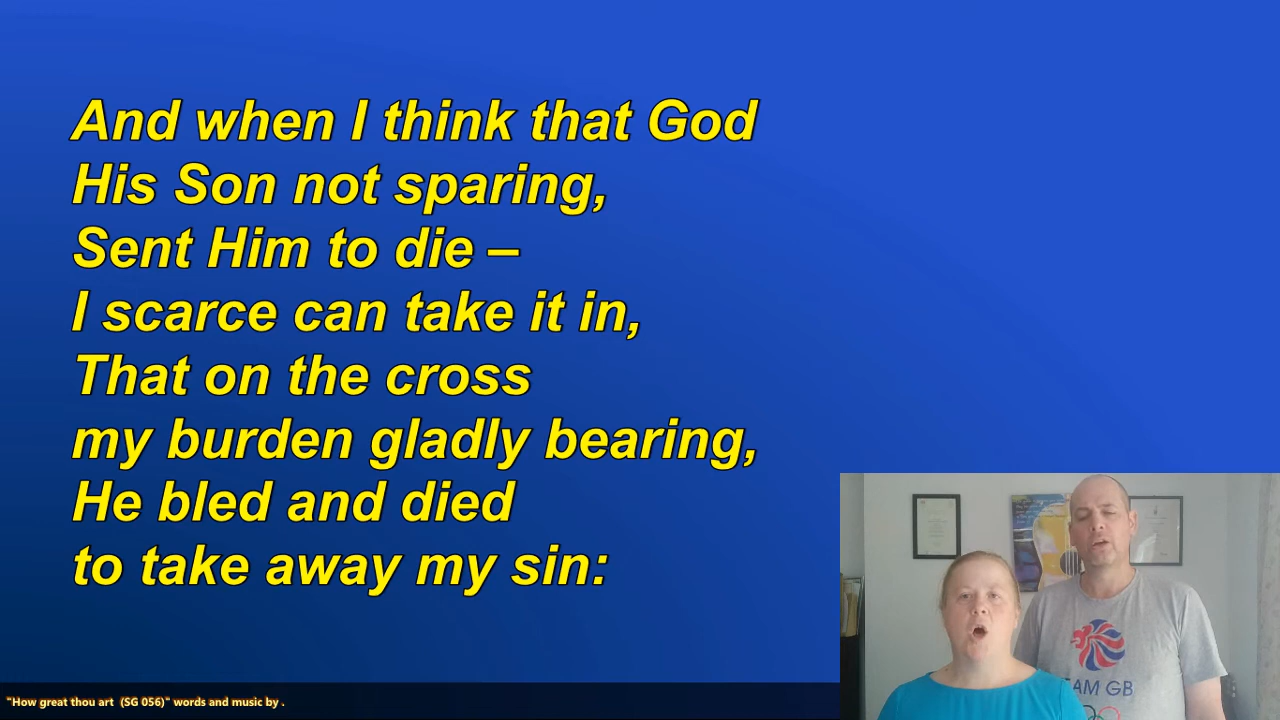 And when I think that God
His Son not sparing,
Sent Him to die –
I scarce can take it in,
That on the cross
my burden gladly bearing,
He bled and died
to take away my sin:
EAM GB
"How great thou art  (SG 056)" words and music by .